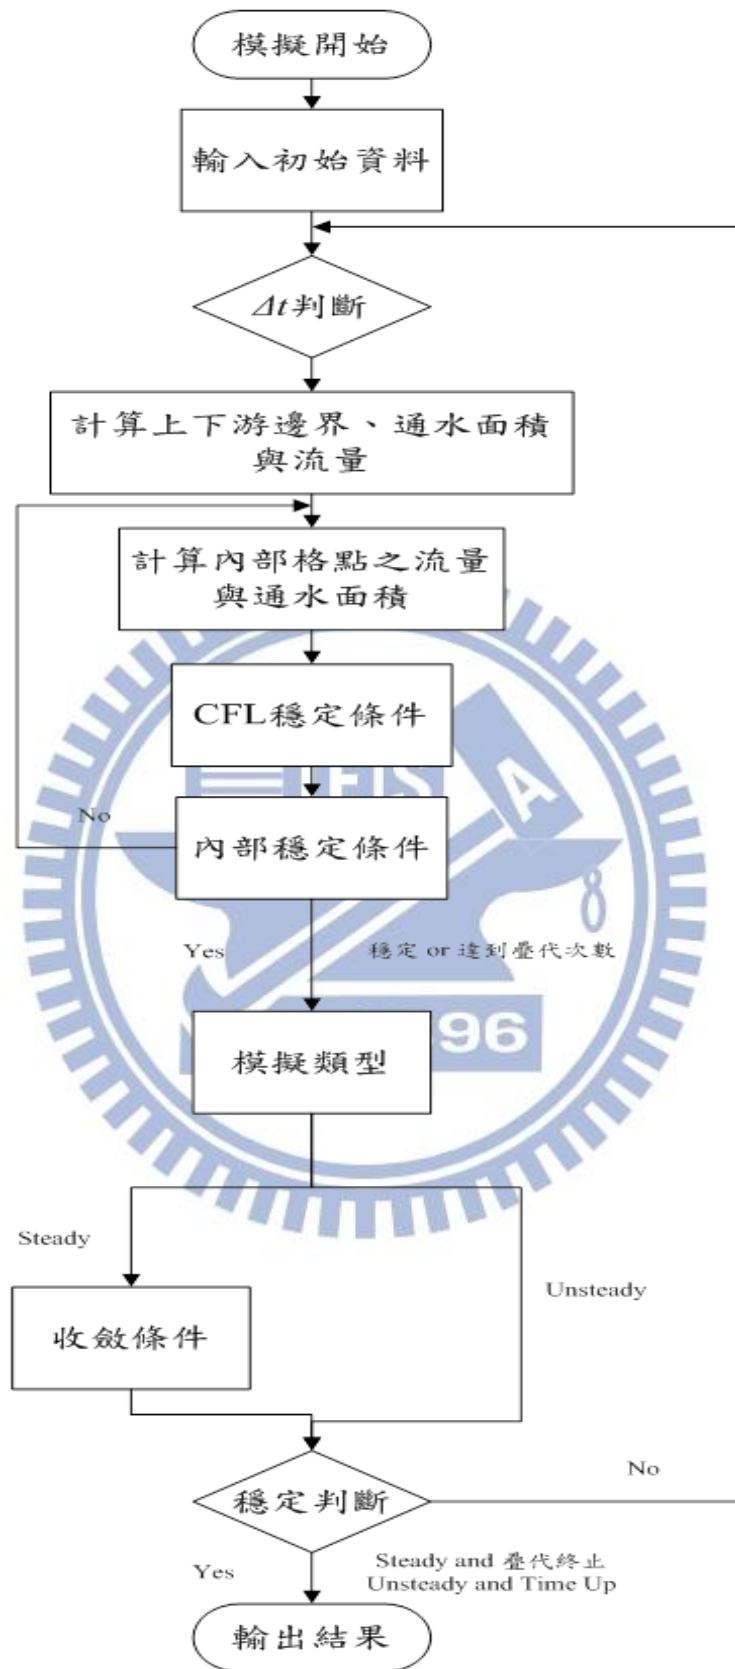 模擬開始
輸入初始資料
Δt判斷
計算上下游邊界、通水面積
與流量
計算內部格點之流量
與通水面積
CFL穩定條件
No
內部穩定條件
Yes
穩定 or 達到疊代次數
模擬類型
Steady
Unsteady
收斂條件
穩定判斷
No
Yes
Steady and 疊代終止
Unsteady and Time Up
輸出結果
ES
A
96